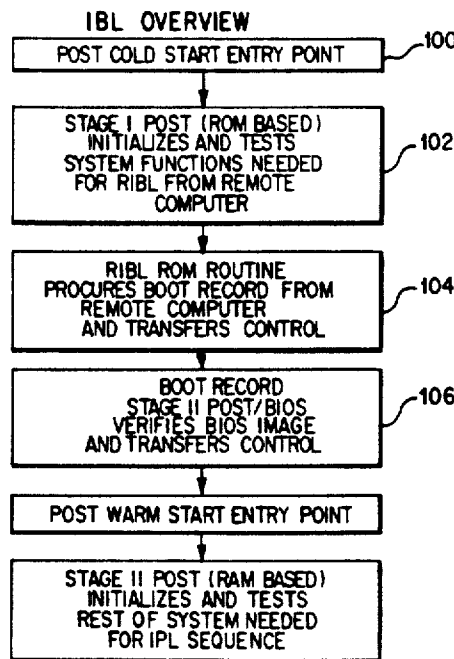 IBL OVERVIEW
POST COLD START ENTRY POINT
100
STAGE I POST (ROM BASED)
INITIALIZES AND TESTS
SYSTEM FUNCTIONS NEEDED
FOR RIBL FROM REMOTE
COMPUTER
102
RIBL ROM ROUTINE
PROCURES BOOT RECORD FROM
REMOTE COMPUTER
AND TRANSFERS CONTROL
104
BOOT RECORD
STAGE II POST/BIOS
VERIFIES BIOS IMAGE
AND TRANSFERS CONTROL
106
POST WARM START ENTRY POINT
STAGE II POST (RAM BASED)
INITIALIZES AND TESTS
REST OF SYSTEM NEEDED
FOR IPL SEQUENCE